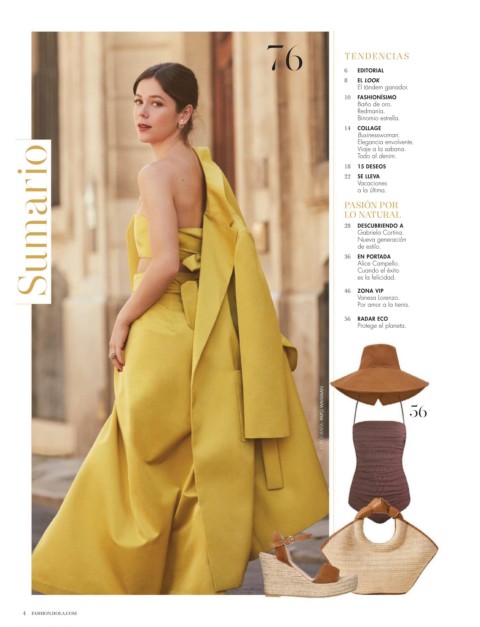 Sumario
76
TENDENCIAS
6 EDITORIAL
8 EL LOOK
El tándem ganador.
10 FASHIONÍSIMO
Baño de oro.
Redmanía.
Binomio estrella.
14 COLLAGE
Businesswoman.
Elegancia envolvente.
Viaje a la sabana.
Todo al denim.
18 15 DESEOS
22 SE LLEVA
Vacaciones
a la última.
PASIÓN POR
LO NATURAL
28 DESCUBRIENDO A
Gabriela Cortina.
Nueva generación
de estilo.
36 EN PORTADA
Alice Campello.
Cuando el éxito
es la felicidad.
46 ZONA VIP
Vanesa Lorenzo.
Por amor a la tierra.
56 RADAR ECO
Protege el planeta.
56
4 FASHION.HOLA.COM